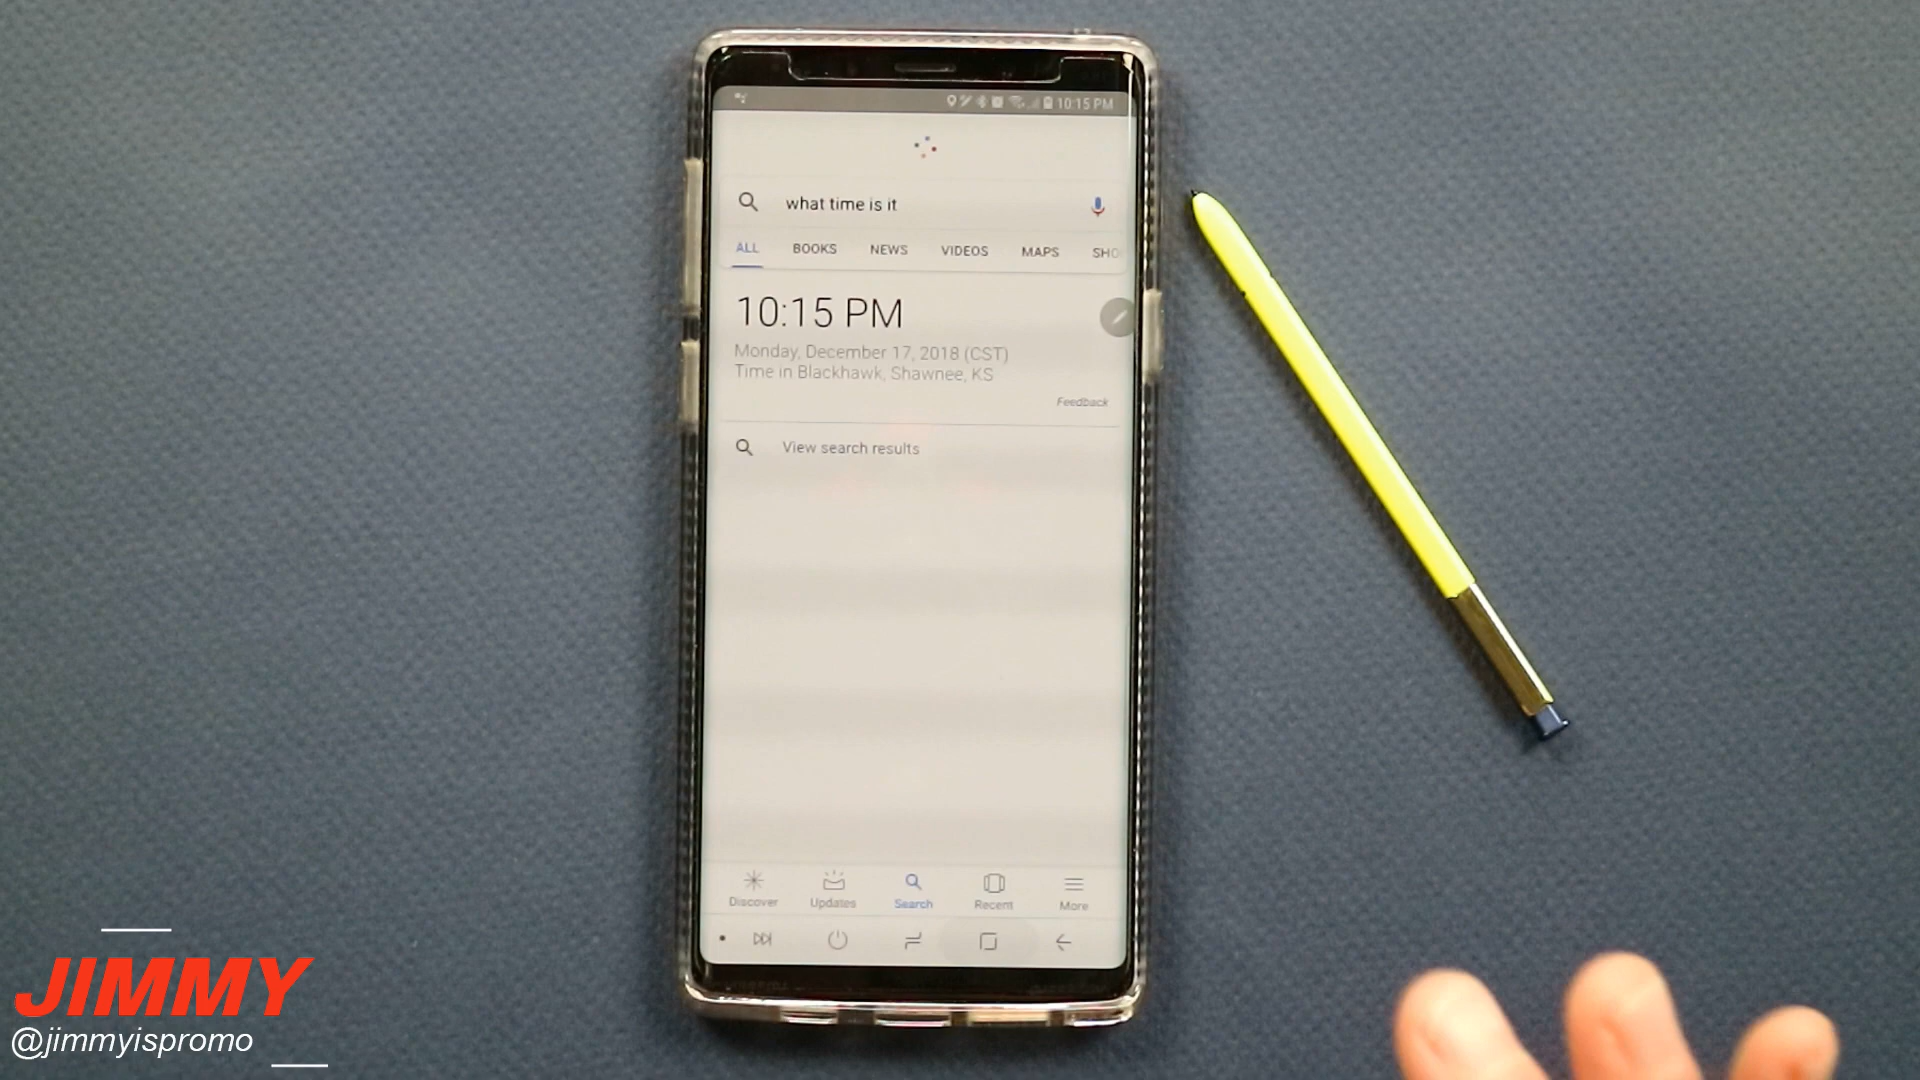 10:15 PM
what time is it
ALL BOOKS NEWS VIDEOS MAPS SHO
10:15 PM
Monday, December 17, 2018 (CST)
Time in Blackhawk, Shawnee, KS
Feedback
View search results
Discover Updates Search Recent More
JIMMY
@jimmyispromo